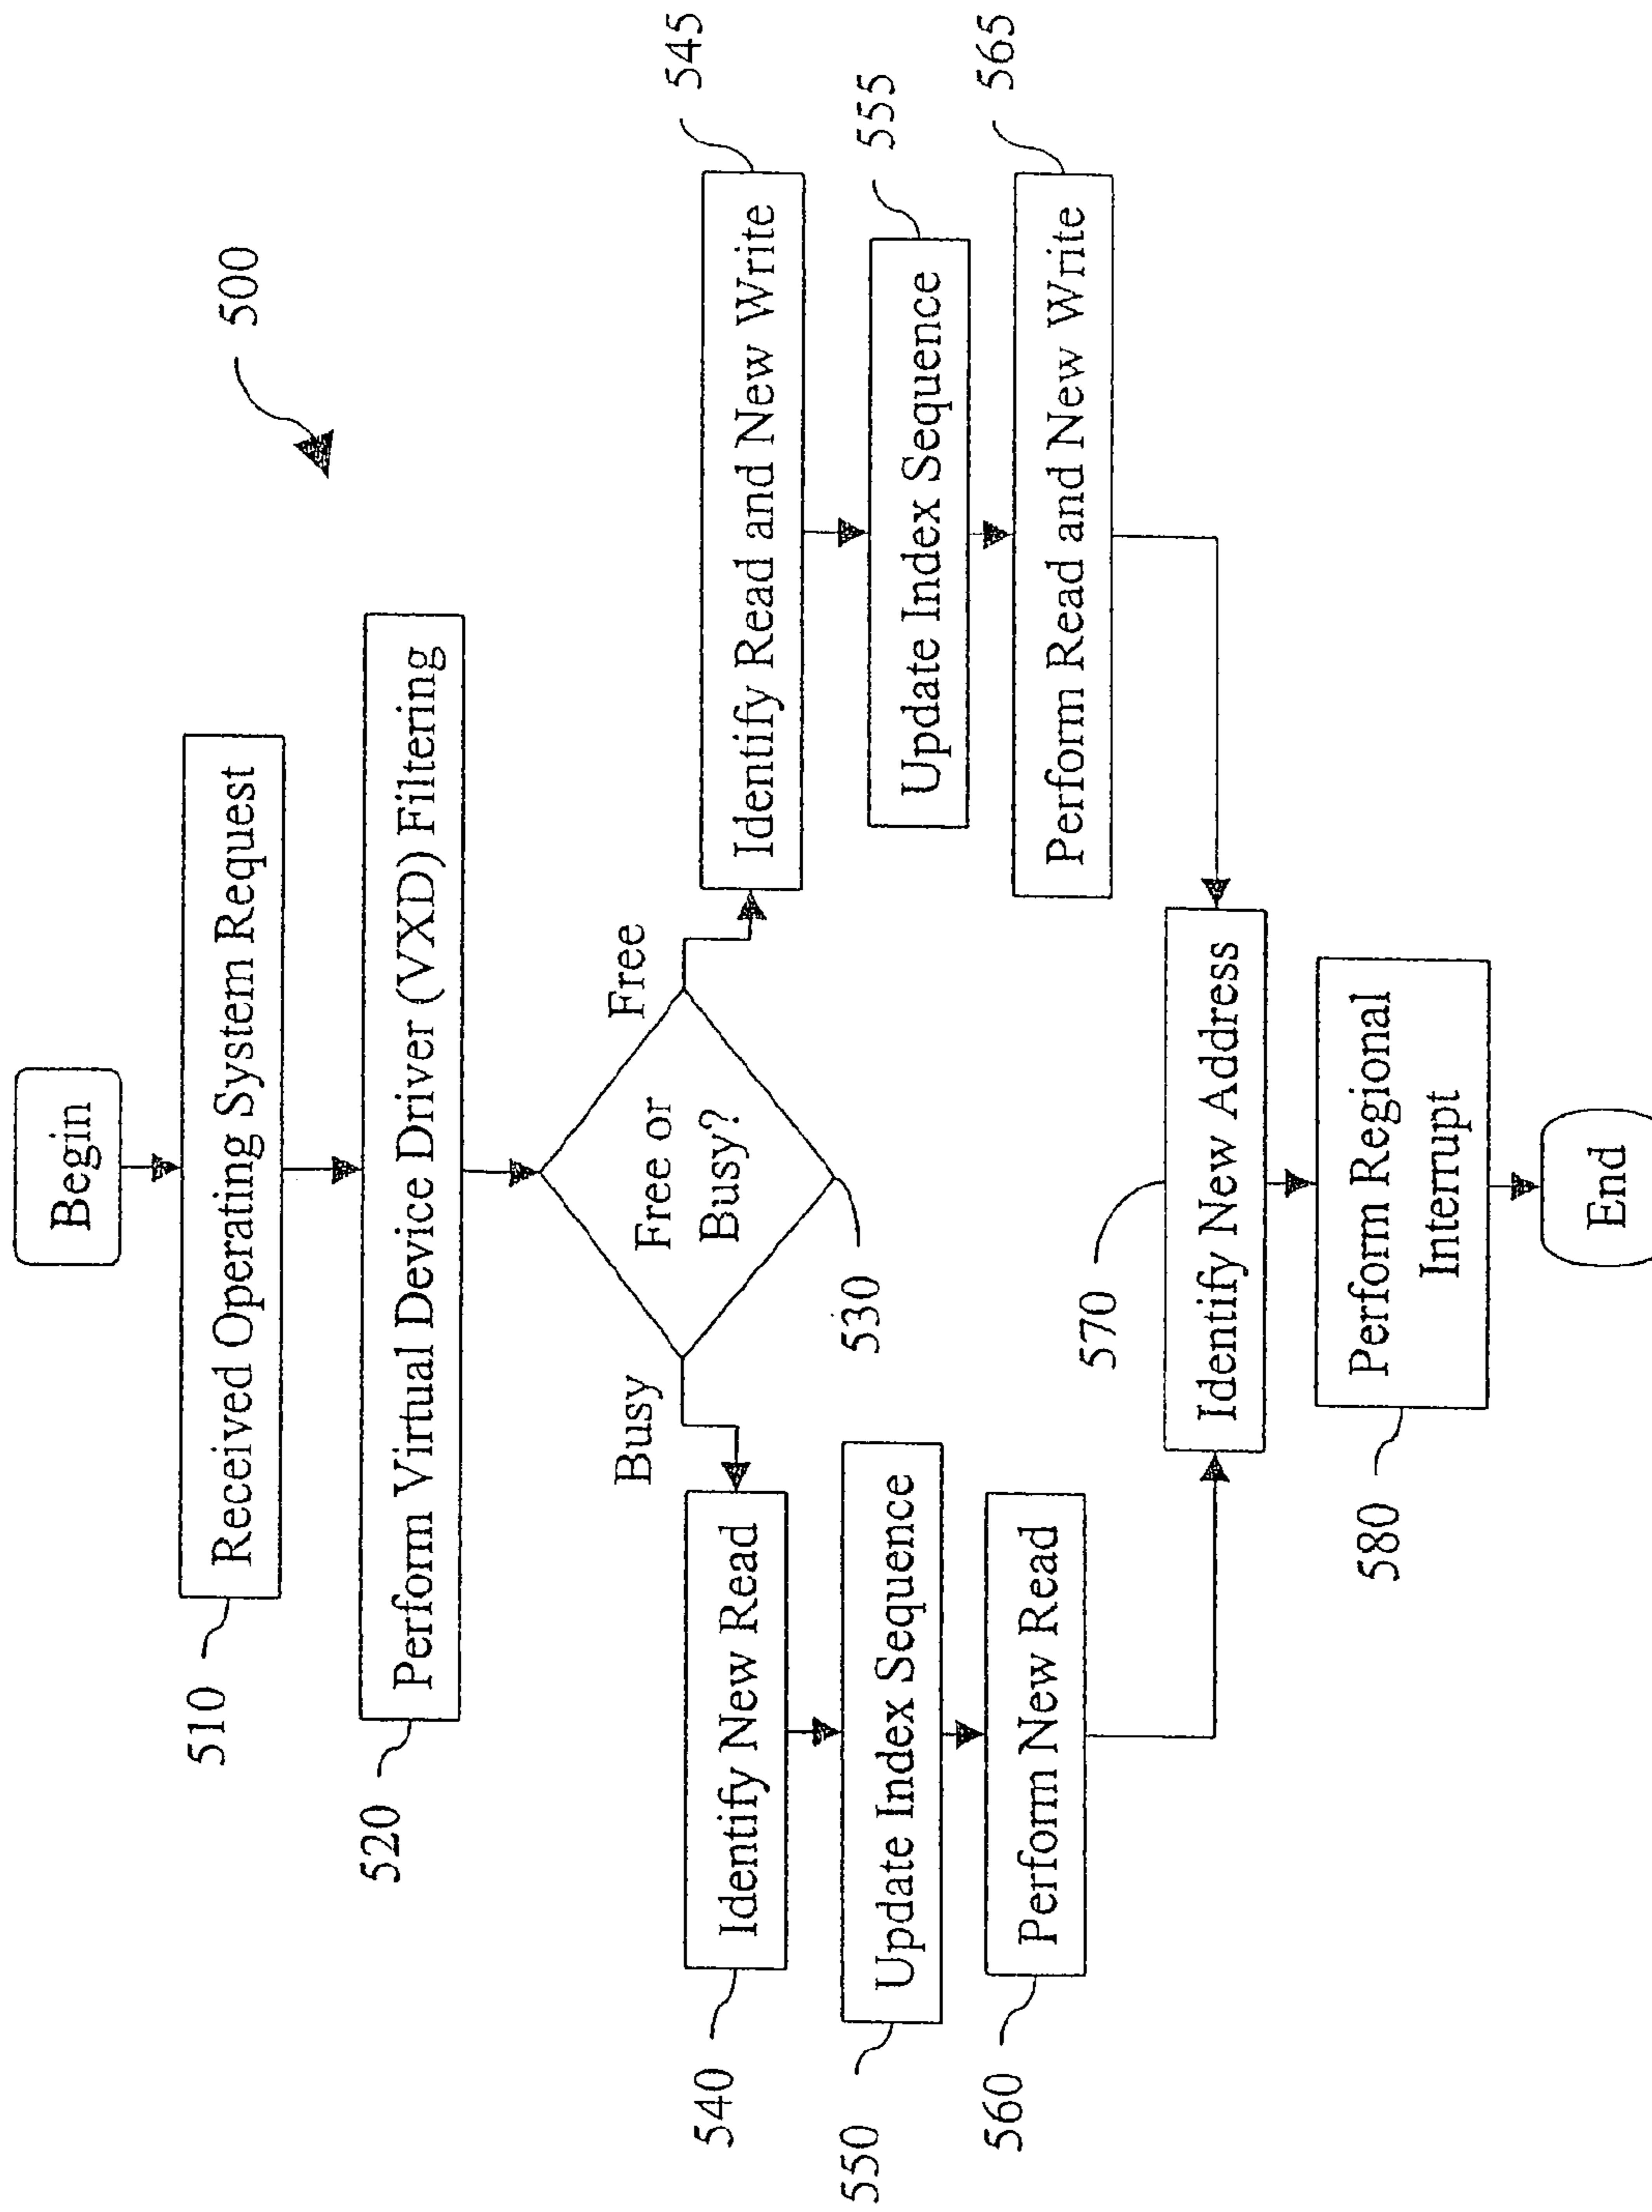 Begin
500
510
Received Operating System Request
520
Perform Virtual Device Driver (VXD) Filtering
Busy
Free
Free or
Busy?
530
540
Identify New Read
Identify Read and New Write
545
550
Update Index Sequence
Update Index Sequence
555
560
Perform New Read
Perform Read and New Write
565
570
Identify New Address
580
Perform Regional
Interrupt
End